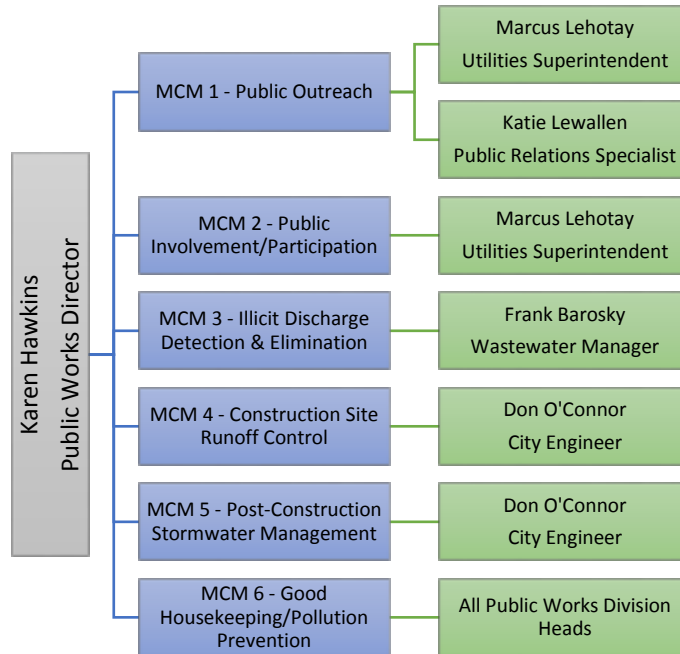 Karen Hawkins
Public Works Director
MCM 1 - Public Outreach
Marcus Lehotay
Utilities Superintendent
Katie Lewallen
Public Relations Specialist
MCM 2 - Public
Involvement/Participation
Marcus Lehotay
Utilities Superintendent
MCM 3 - Illicit Discharge
Detection & Elimination
Frank Barosky
Wastewater Manager
MCM 4 - Construction Site
Runoff Control
Don O'Connor
City Engineer
MCM 5 - Post-Construction
Stormwater Management
Don O'Connor
City Engineer
MCM 6 - Good
Housekeeping/Pollution
Prevention
All Public Works Division
Heads